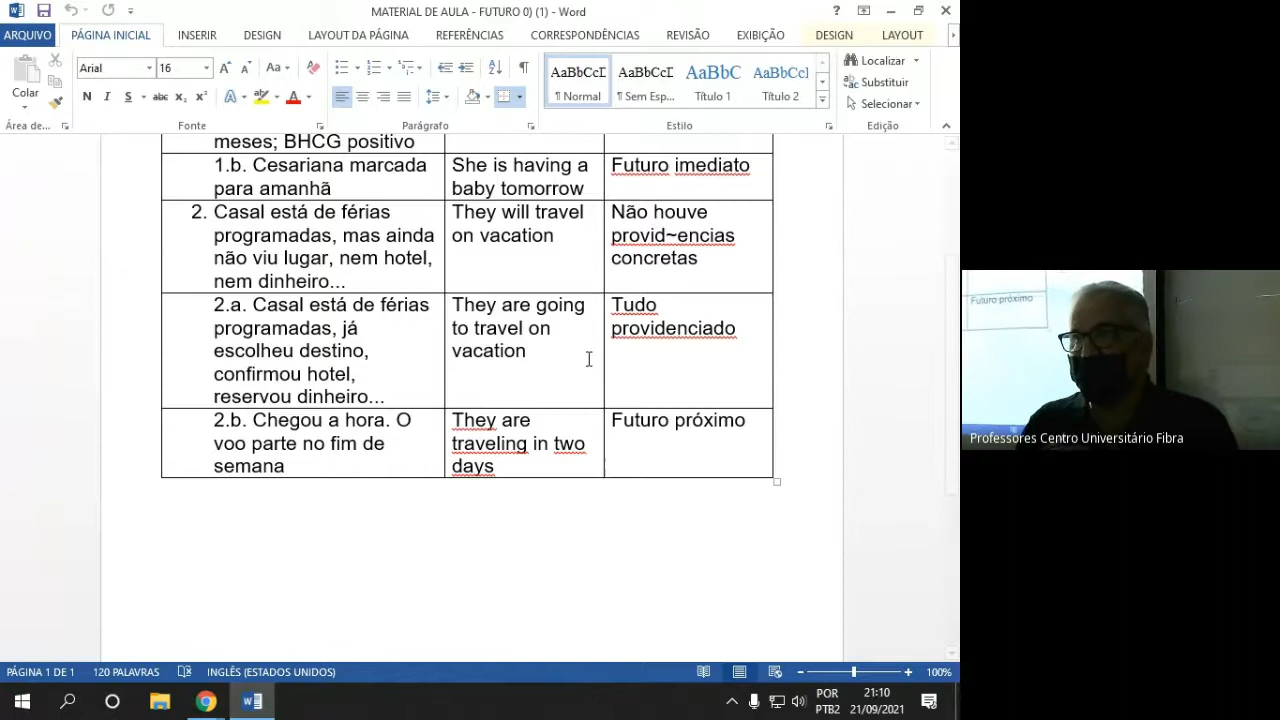 MATERIAL DE AULA - FUTURO 0) (1) - Word
ARQUIVO PÁGINA INICIAL INSERIR DESIGN LAYOUT DA PÁGINA REFERÊNCIAS CORRESPONDÊNCIAS REVISÃO EXIBIÇÃO DESIGN LAYOUT
Colar
Arial 16
N I S abc x₂ x²
AaBbCcI AaBbCcI AaBbC AaBbCcI
¶ Normal ¶ Sem Esp... Título 1 Título 2
Localizar
Substituir
Selecionar
Área de... Fonte Parágrafo Estilo Edição
meses; BHCG positivo
1.b. Cesariana marcada
para amanhã
She is having a
baby tomorrow
Futuro imediato
2. Casal está de férias
programadas, mas ainda
não viu lugar, nem hotel,
nem dinheiro...
They will travel
on vacation
Não houve
provid~encias
concretas
2.a. Casal está de férias
programadas, já
escolheu destino,
confirmou hotel,
reservou dinheiro...
They are going
to travel on
vacation
Tudo
providenciado
2.b. Chegou a hora. O
voo parte no fim de
semana
They are
traveling in two
days
Futuro próximo
Futuro próximo
Professores Centro Universitário Fibra
PÁGINA 1 DE 1 120 PALAVRAS INGLÊS (ESTADOS UNIDOS) 100%
POR
PTB2
21:10
21/09/2021